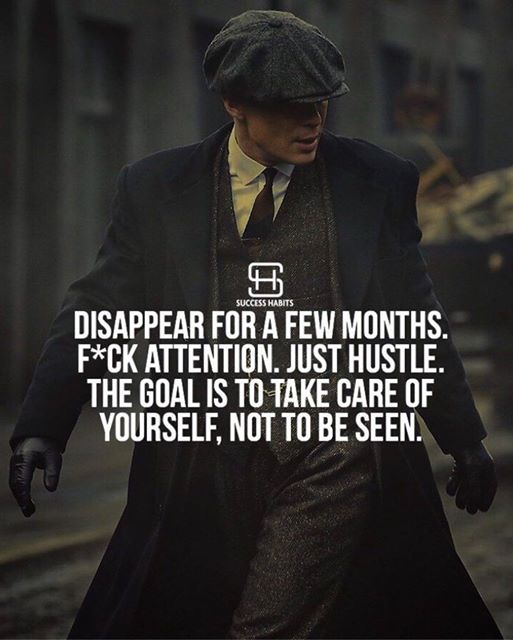 SH
SUCCESS HABITS
DISAPPEAR FOR A FEW MONTHS.
F*CK ATTENTION. JUST HUSTLE.
THE GOAL IS TO TAKE CARE OF
YOURSELF, NOT TO BE SEEN.